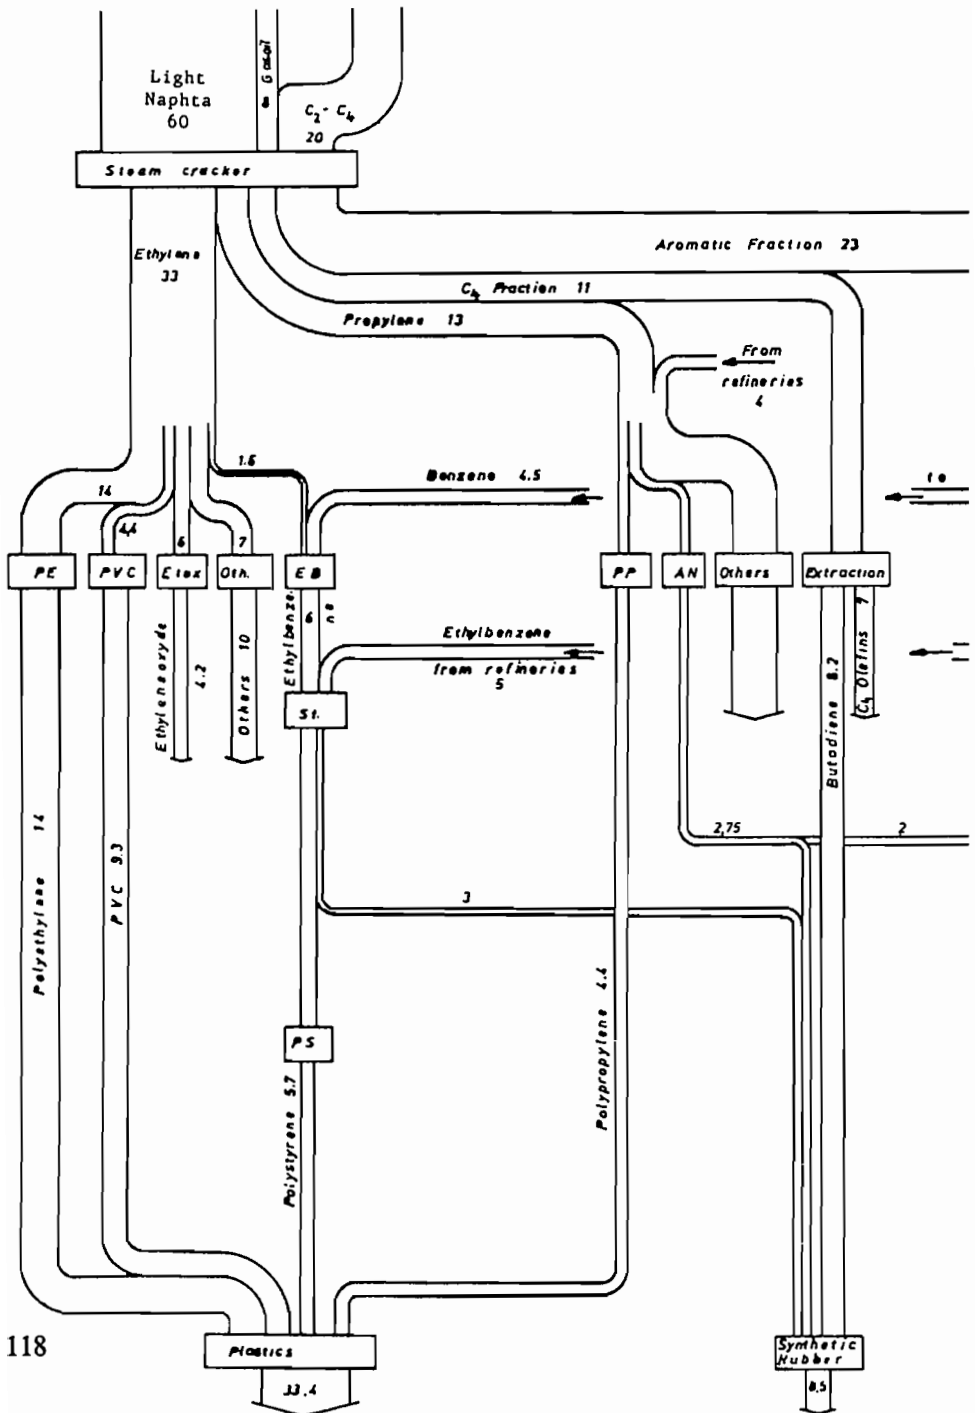 Light
Naphta
60
8 Gasoil
C₂- C₄
20
Steam cracker
Aromatic Fraction 23
Ethylene
33
C₄ Fraction 11
Propylene 13
From
refineries
4
1.6
Benzene 4.5
to
14
4,4
6
7
PE
PVC
Etox
Oth.
EB
PP
AN
Others
Extraction
Ethylbenze-
ne
6
Ethylbenzene
from refineries
5
Ethyleneoxyde
4.2
Others 10
St.
C₄ Olefins 7
Butadiene 8.2
2,75
2
3
Polyethylene 14
PVC 9.3
Polypropylene 4.4
PS
Polystyrene 5.7
118
Plastics
33,4
Synthetic
Rubber
8,5